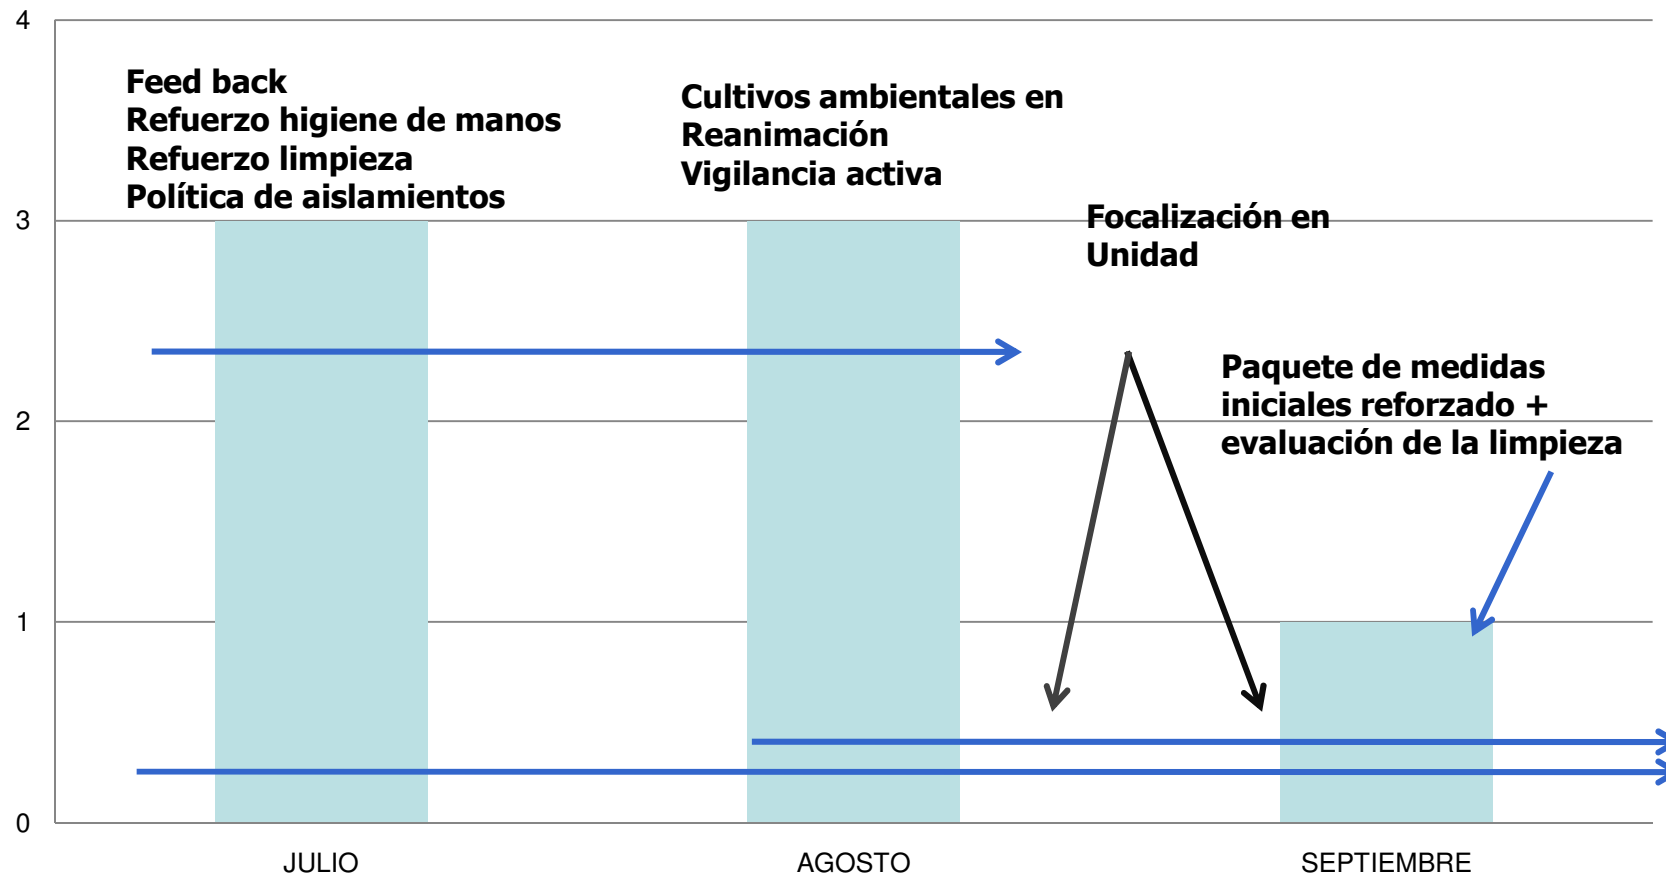 4
Feed back
Refuerzo higiene de manos
Refuerzo limpieza
Política de aislamientos
Cultivos ambientales en
Reanimación
Vigilancia activa
3
Focalización en
Unidad
Paquete de medidas
iniciales reforzado +
evaluación de la limpieza
2
1
0
JULIO
AGOSTO
SEPTIEMBRE